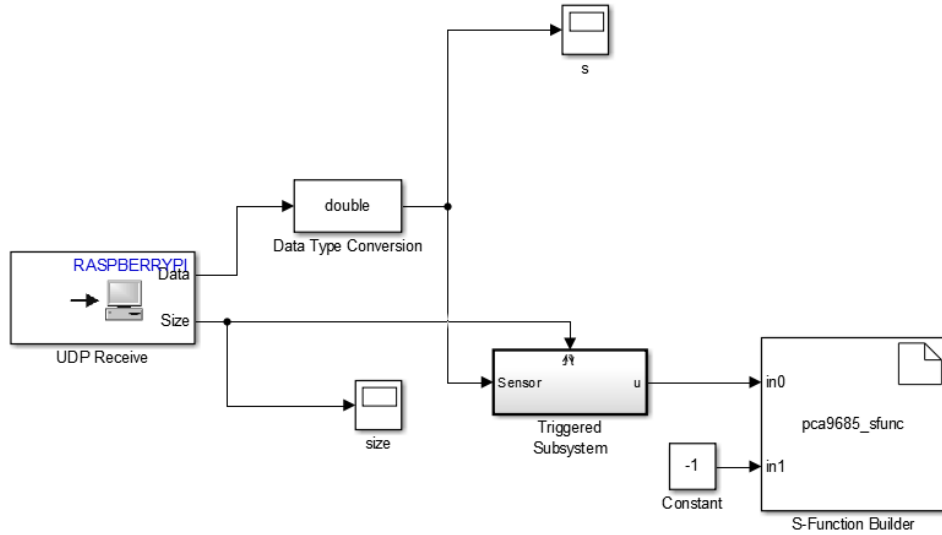 s
double
Data Type Conversion
RASPBERRYPI
Data
Size
UDP Receive
size
Sensor
u
Triggered
Subsystem
-1
Constant
in0
pca9685_sfunc
in1
S-Function Builder